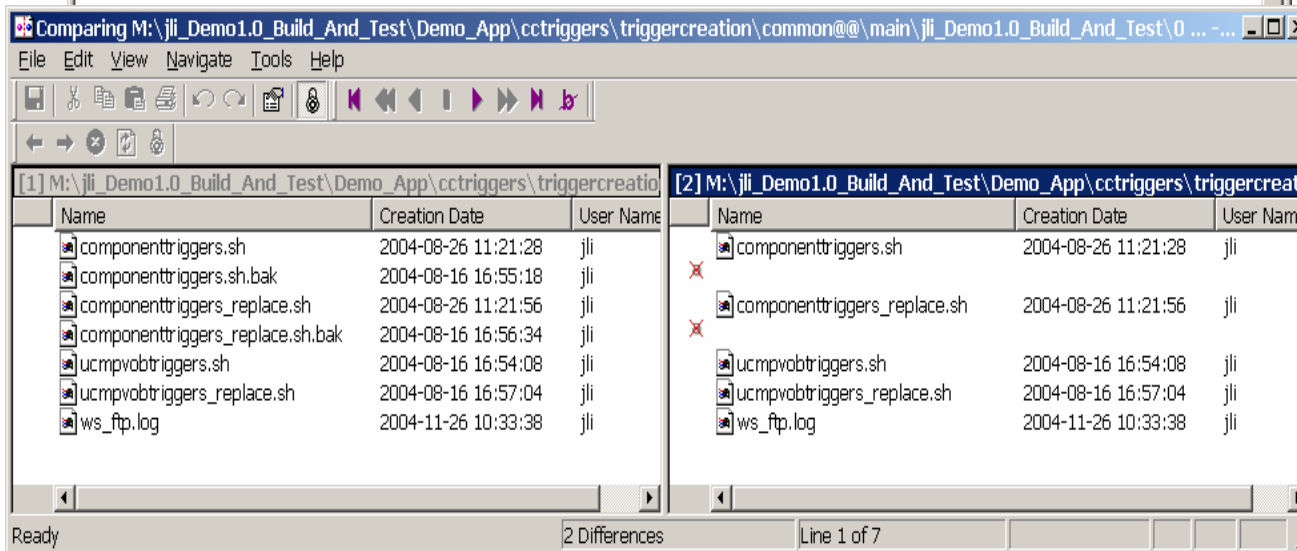 Comparing M:\jli_Demo1.0_Build_And_Test\Demo_App\cctriggers\triggercreation\common@@\main\jli_Demo1.0_Build_And_Test\0 ... -...
File Edit View Navigate Tools Help
[1] M:\jli_Demo1.0_Build_And_Test\Demo_App\cctriggers\triggercreatio
Name Creation Date User Name
componenttriggers.sh 2004-08-26 11:21:28 jli
componenttriggers.sh.bak 2004-08-16 16:55:18 jli
componenttriggers_replace.sh 2004-08-26 11:21:56 jli
componenttriggers_replace.sh.bak 2004-08-16 16:56:34 jli
ucmpvobtriggers.sh 2004-08-16 16:54:08 jli
ucmpvobtriggers_replace.sh 2004-08-16 16:57:04 jli
ws_ftp.log 2004-11-26 10:33:38 jli
[2] M:\jli_Demo1.0_Build_And_Test\Demo_App\cctriggers\triggercreat
Name Creation Date User Nam
componenttriggers.sh 2004-08-26 11:21:28 jli
componenttriggers_replace.sh 2004-08-26 11:21:56 jli
ucmpvobtriggers.sh 2004-08-16 16:54:08 jli
ucmpvobtriggers_replace.sh 2004-08-16 16:57:04 jli
ws_ftp.log 2004-11-26 10:33:38 jli
Ready 2 Differences Line 1 of 7